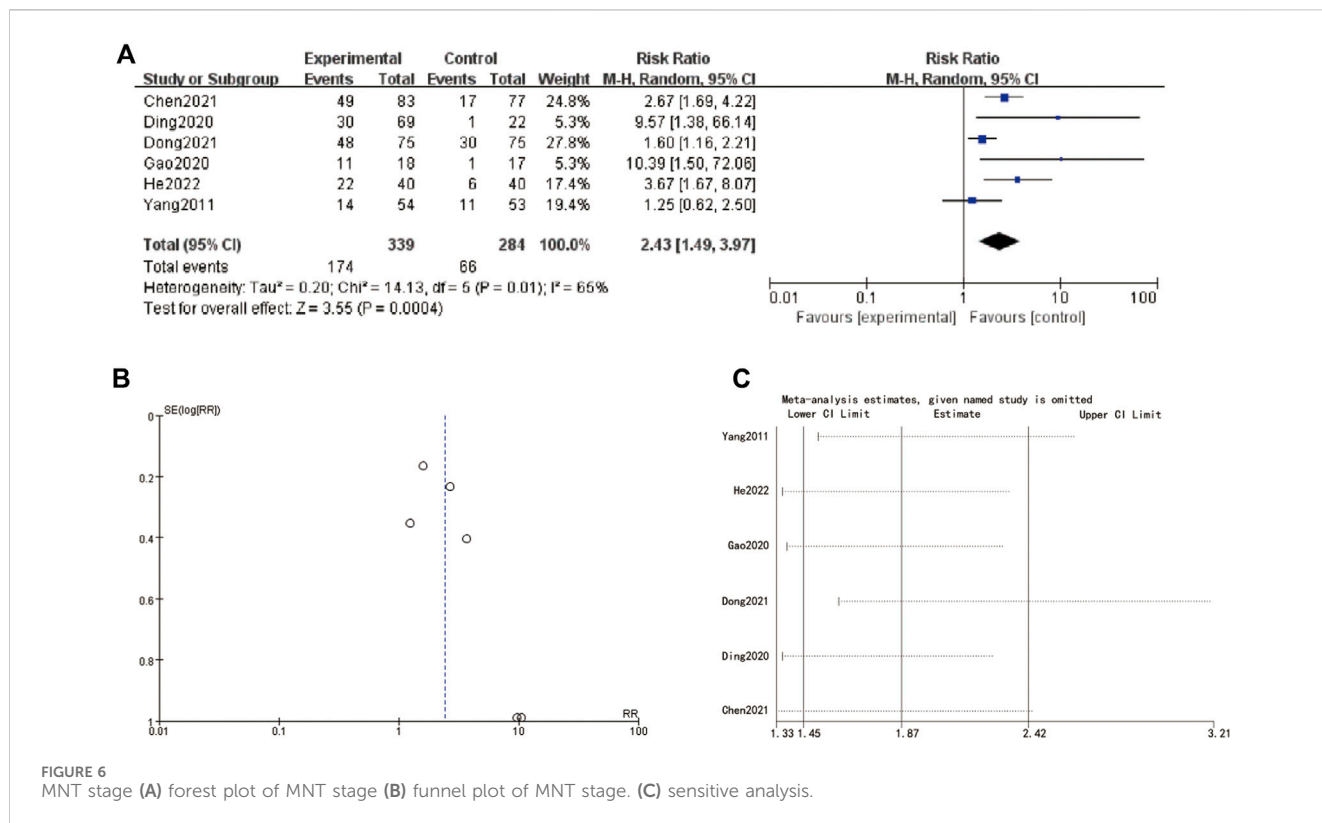 A
Experimental Control Risk Ratio Risk Ratio
Study or Subgroup Events Total Events Total Weight M-H, Random, 95% CI M-H, Random, 95% CI
Chen2021 49 83 17 77 24.8% 2.67 [1.69, 4.22]
Ding2020 30 69 1 22 5.3% 9.57 [1.38, 66.14]
Dong2021 48 75 30 75 27.8% 1.60 [1.16, 2.21]
Gao2020 11 18 1 17 5.3% 10.39 [1.50, 72.06]
He2022 22 40 6 40 17.4% 3.67 [1.67, 8.07]
Yang2011 14 54 11 53 19.4% 1.25 [0.62, 2.50]
Total (95% CI) 339 284 100.0% 2.43 [1.49, 3.97]
Total events 174 66
Heterogeneity: Tau² = 0.20; Chi² = 14.13, df = 5 (P = 0.01); I² = 65%
Test for overall effect: Z = 3.55 (P = 0.0004)
0.01 0.1 1 10 100
Favours [experimental] Favours [control]
B
SE(log[RR])
0
0.2
0.4
0.6
0.8
1
RR
0.01 0.1 1 10 100
C
Meta-analysis estimates, given named study is omitted
Lower CI Limit Estimate Upper CI Limit
Yang2011
He2022
Gao2020
Dong2021
Ding2020
Chen2021
1.33 1.45 1.87 2.42 3.21
FIGURE 6
MNT stage (A) forest plot of MNT stage (B) funnel plot of MNT stage. (C) sensitive analysis.